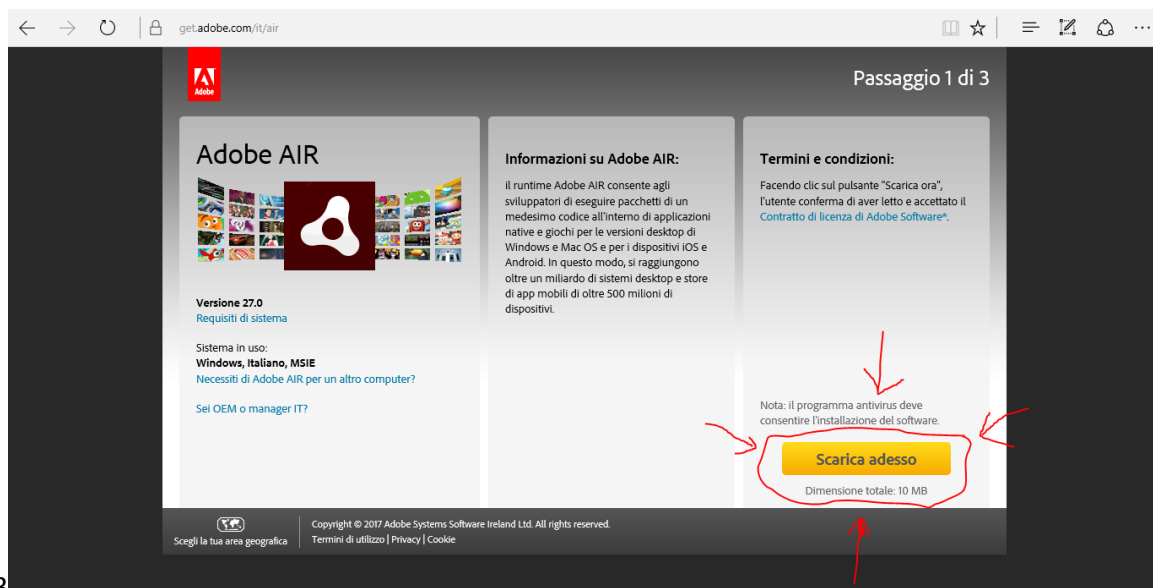 get.adobe.com/it/air
Adobe
Passaggio 1 di 3
Adobe AIR
Versione 27.0
Requisiti di sistema
Sistema in uso:
Windows, Italiano, MSIE
Necessiti di Adobe AIR per un altro computer?
Sei OEM o manager IT?
Informazioni su Adobe AIR:
il runtime Adobe AIR consente agli
sviluppatori di eseguire pacchetti di un
medesimo codice all'interno di applicazioni
native e giochi per le versioni desktop di
Windows e Mac OS e per i dispositivi iOS e
Android. In questo modo, si raggiungono
oltre un miliardo di sistemi desktop e store
di app mobili di oltre 500 milioni di
dispositivi.
Termini e condizioni:
Facendo clic sul pulsante "Scarica ora",
l'utente conferma di aver letto e accettato il
Contratto di licenza di Adobe Software*.
Nota: il programma antivirus deve
consentire l'installazione del software.
Scarica adesso
Dimensione totale: 10 MB
Scegli la tua area geografica
Copyright © 2017 Adobe Systems Software Ireland Ltd. All rights reserved.
Termini di utilizzo | Privacy | Cookie